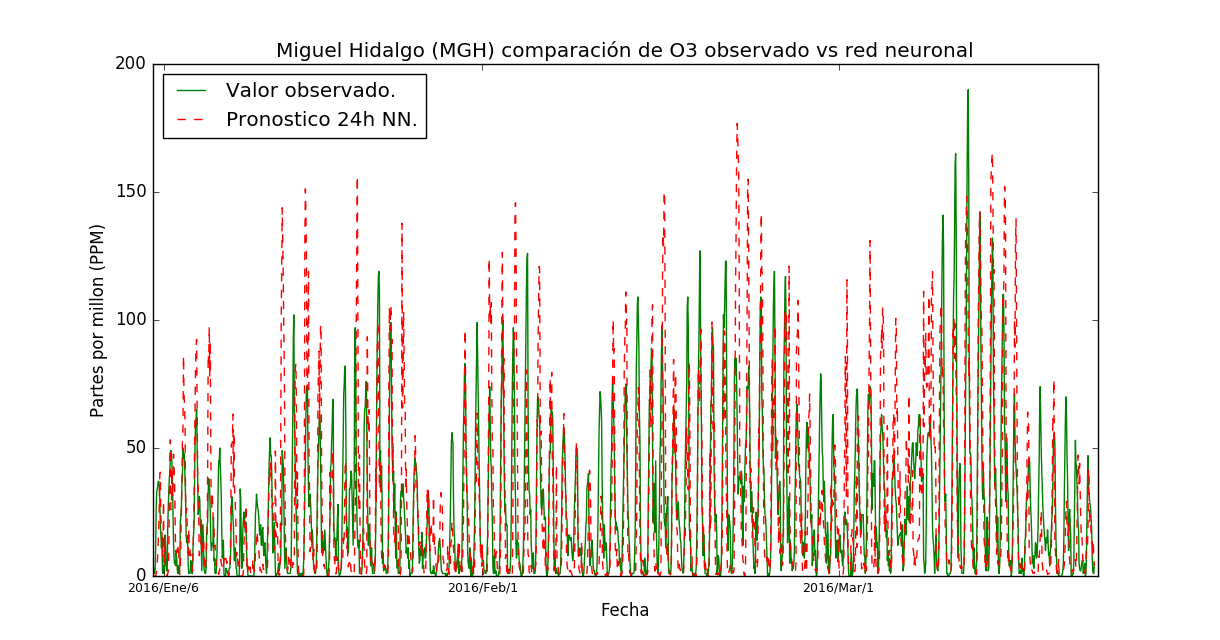 Miguel Hidalgo (MGH) comparación de O3 observado vs red neuronal
Valor observado.
Pronostico 24h NN.
Partes por millon (PPM)
200
150
100
50
0
2016/Ene/6
2016/Feb/1
2016/Mar/1
Fecha